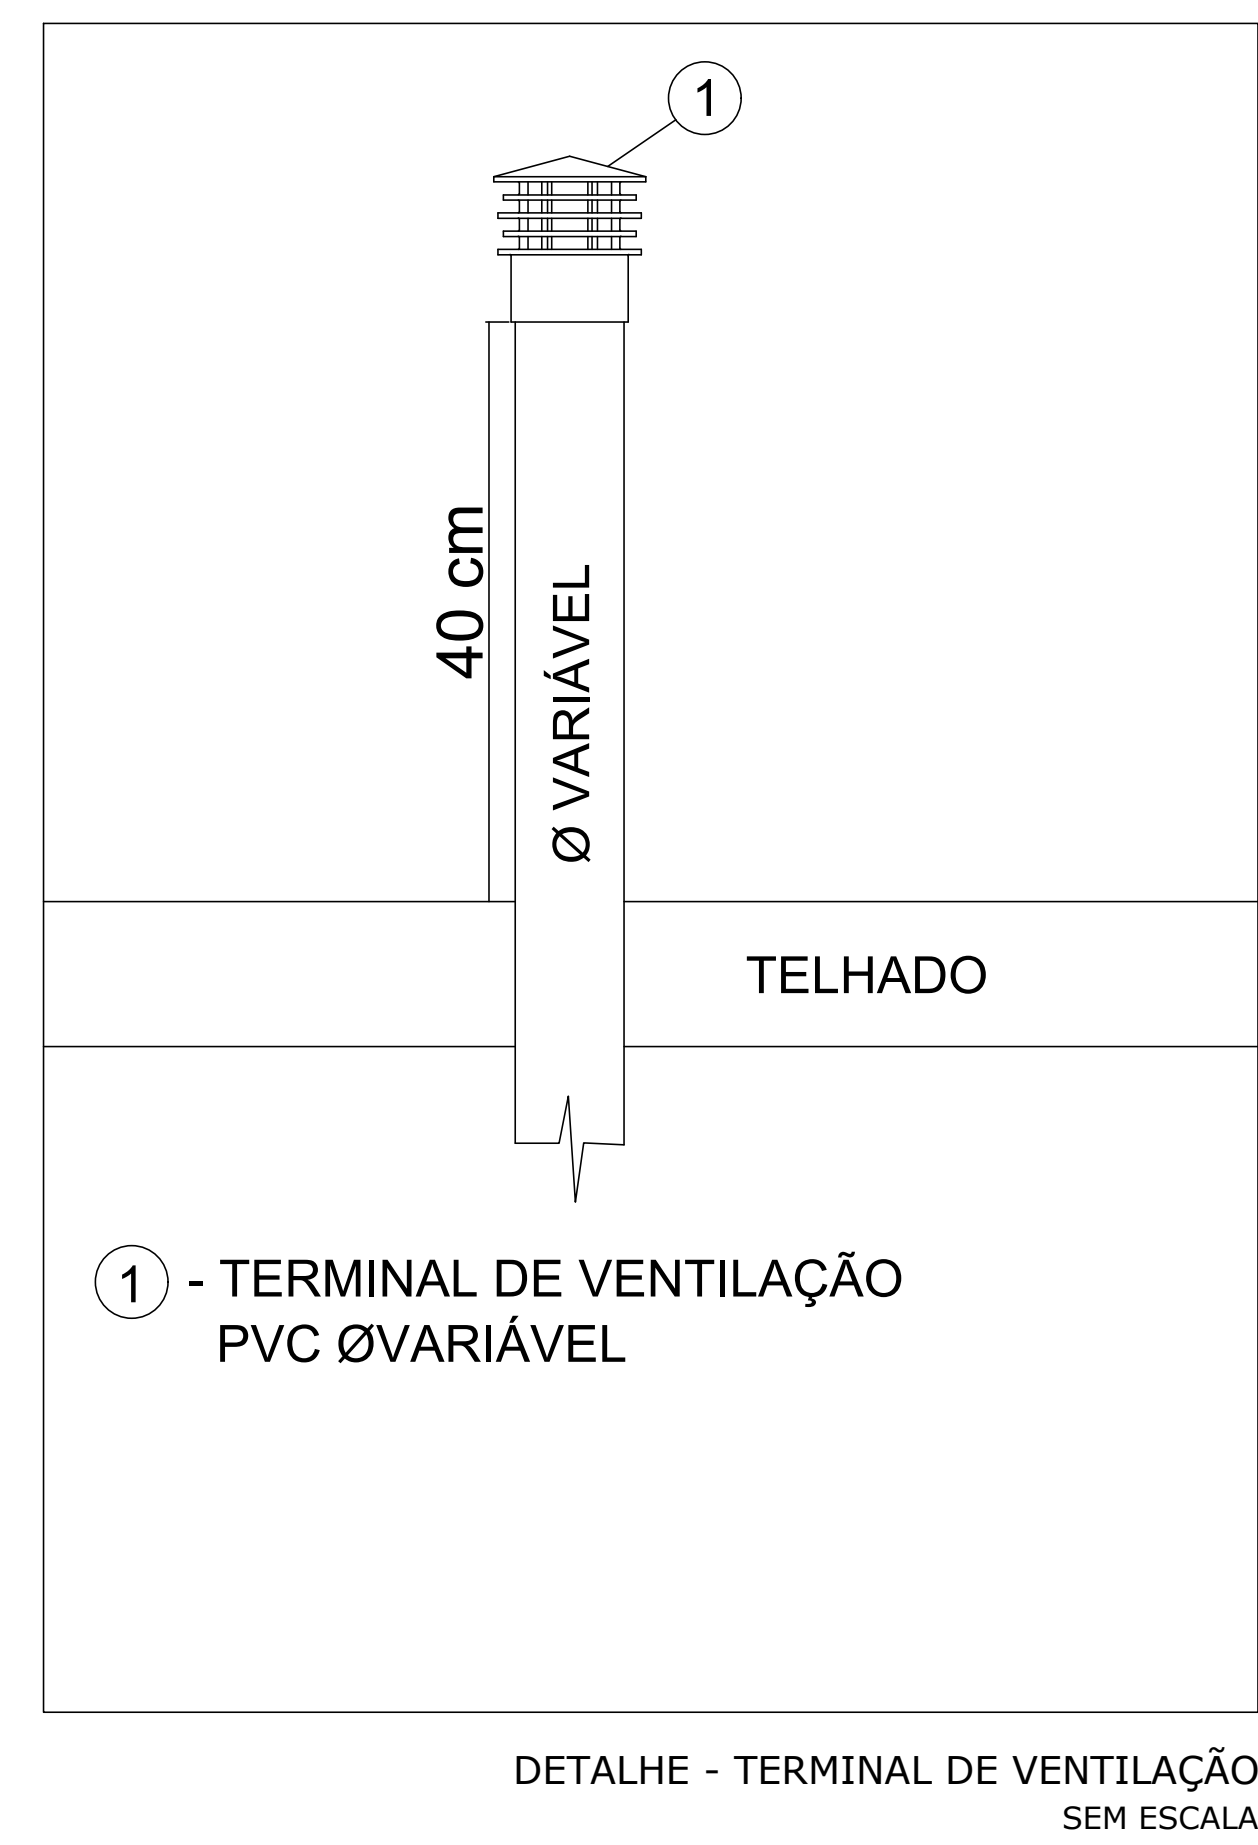 1
40 cm
Ø VARIÁVEL
TELHADO
1 - TERMINAL DE VENTILAÇÃO
PVC ØVARIÁVEL
DETALHE - TERMINAL DE VENTILAÇÃO
SEM ESCALA